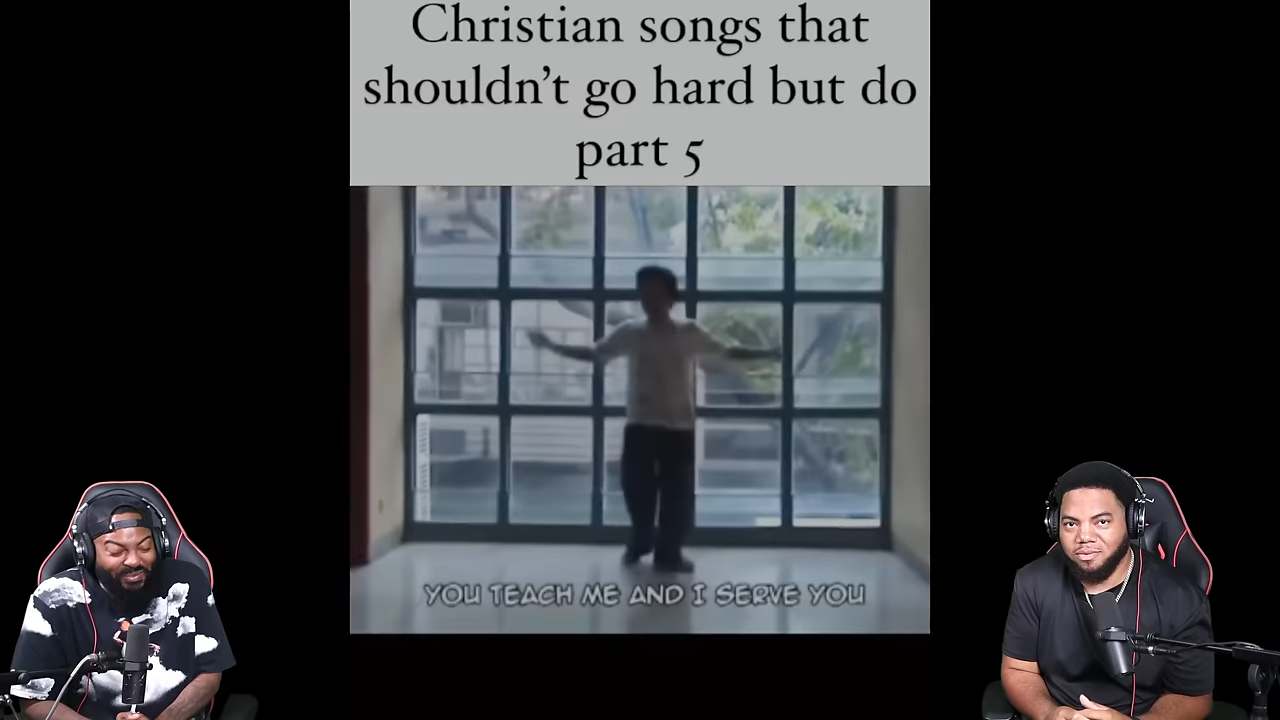 Christian songs that
shouldn't go hard but do
part 5
YOU TEACH ME AND I SERVE YOU